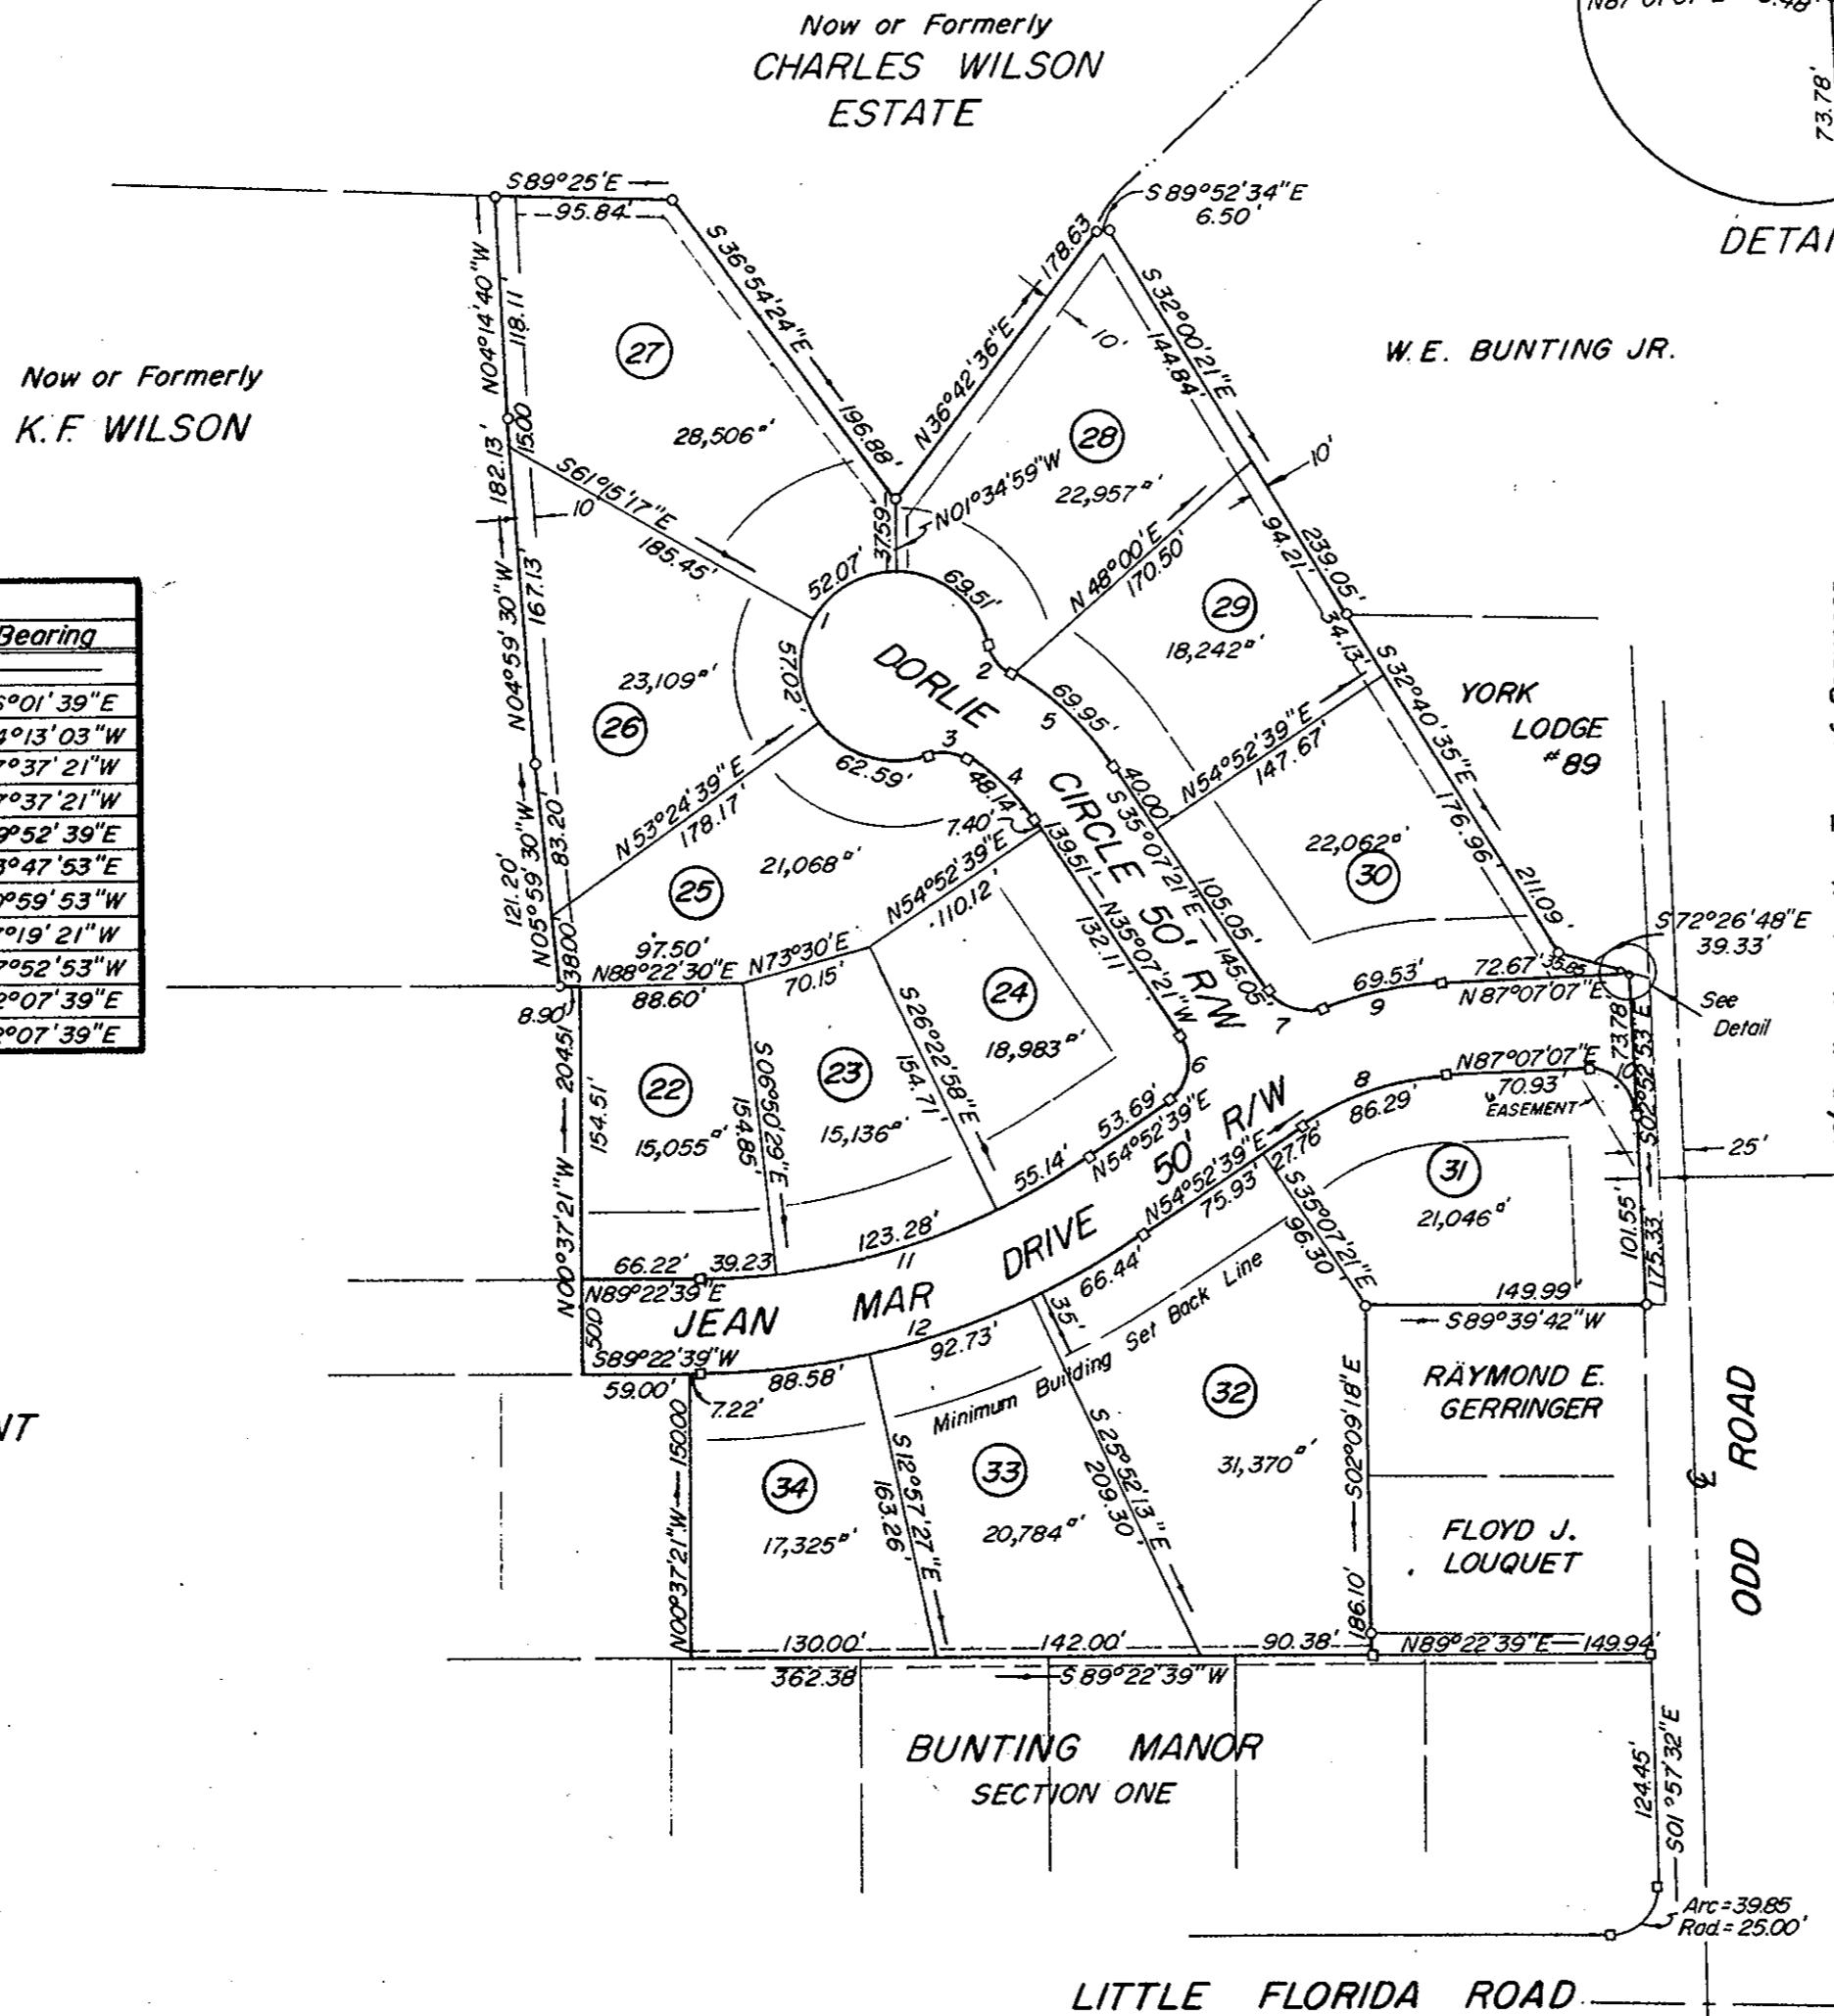 Now or Formerly
CHARLES WILSON
ESTATE
73.78'
S89°25'E
95.84'
S36°54'24"E
196.88'
N36°42'36"E
178.63
S89°52'34"E
6.50'
S32°00'21"E
144.84'
239.05'
10'
10'
W.E. BUNTING JR.
Now or Formerly
K.F. WILSON
N04°14'40"W
118.11'
15.00
182.13'
27
28,506
S61°15'17"E
185.45'
10
N04°59'30"W
167.13'
28
22,957
N01°34'59"W
37.59'
52.07'
69.51'
N48°00'E
170.50'
94.21'
29
18,242
34.13'
S32°40'35"E
176.96'
211.09'
YORK
LODGE
#89
Bearing
23,109
26
57.02'
1
DORLIE
CIRCLE 50' R/W
2
5
69.95'
3
62.59'
4
48.14'
7.40'
40.00'
N54°52'39"E
147.67'
S35°07'21"E
105.05'
145.05'
N53°24'39"E
178.17'
121.20'
N05°59'30"W
83.20'
38.00
25
21,068
N54°52'39"E
110.12'
139.51'
N35°07'21"W
132.11'
22,062
30
S72°26'48"E
39.33'
35.85
97.50'
N88°22'30"E
88.60'
N73°30'E
70.15'
8.90'
69.53'
9
7
72.67'
N87°07'07"E
See
Detail
24
18,983
S26°22'58"E
154.71'
6
N87°07'07"E
70.93'
EASEMENT
8
86.29'
73.78'
10
S02°52'53"E
25'
22
15,055
154.51'
N00°37'21"W
204.51
S06°50'29"E
154.85'
23
15,136
53.69'
N54°52'39"E
55.14'
N54°52'39"E
75.93'
27.76'
31
21,046
101.55'
175.33'
S35°07'21"E
96.30'
149.99'
S89°39'42"W
123.28'
11
66.22'
39.23
N89°22'39"E
50.0
JEAN MAR DRIVE 50' R/W
66.44'
S89°22'39"W
59.00'
7.22'
88.58'
12
92.73'
35'
Minimum Building Set Back Line
RAYMOND E.
GERRINGER
ODD ROAD
N00°37'21"W
150.00
34
17,325
S12°57'27"E
163.26'
33
20,784
S25°52'13"E
209.30'
32
31,370
S02°09'18"E
186.10'
FLOYD J.
LOUQUET
130.00'
142.00'
90.38'
N89°22'39"E
149.94'
362.38
S89°22'39"W
BUNTING MANOR
SECTION ONE
124.45'
S01°57'32"E
Arc=39.85
Rad.=25.00'
LITTLE FLORIDA ROAD